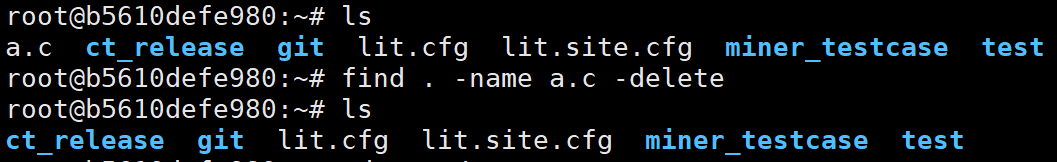 root@b5610defe980:~# ls
a.c  ct_release  git  lit.cfg  lit.site.cfg  miner_testcase  test
root@b5610defe980:~# find . -name a.c -delete
root@b5610defe980:~# ls
ct_release  git  lit.cfg  lit.site.cfg  miner_testcase  test